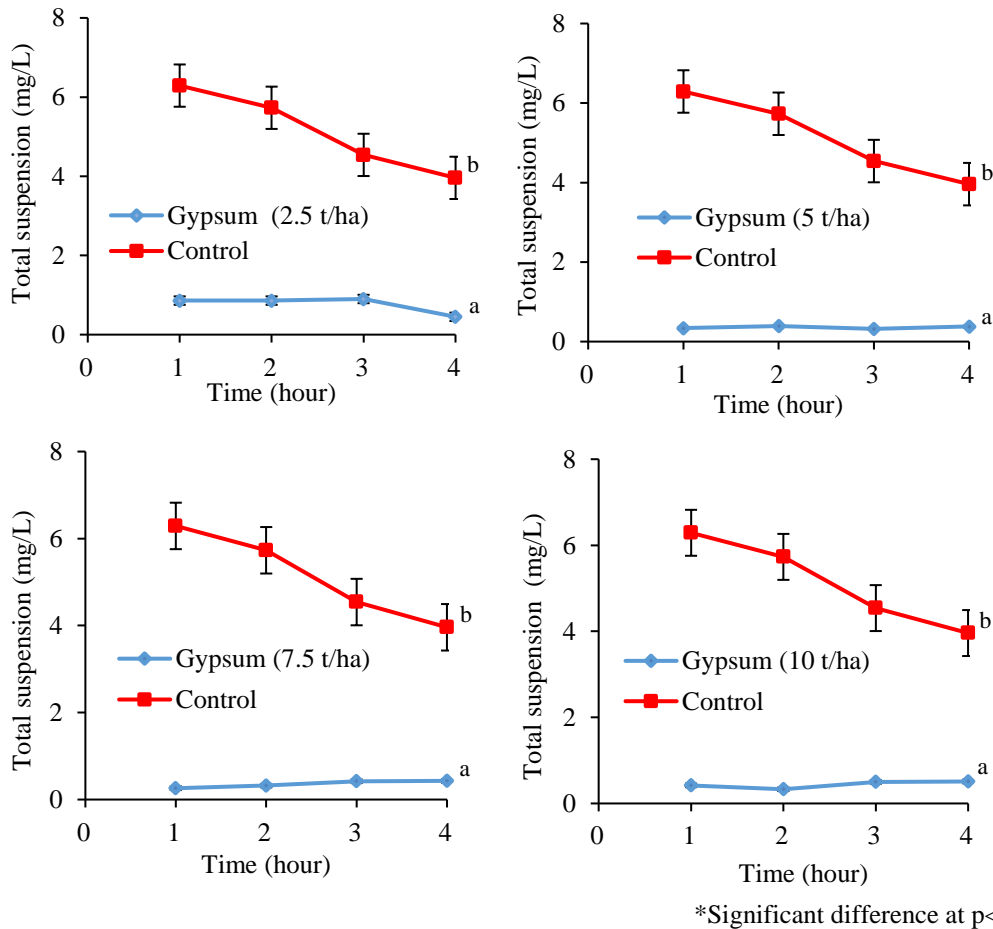 8
6
4
2
0
Total suspension (mg/L)
b
Gypsum (2.5 t/ha)
Control
a
0 1 2 3 4
Time (hour)
8
6
4
2
0
Total suspension (mg/L)
b
Gypsum (5 t/ha)
Control
a
0 1 2 3 4
Time (hour)
8
6
4
2
0
Total suspension (mg/L)
b
Gypsum (7.5 t/ha)
Control
a
0 1 2 3 4
Time (hour)
8
6
4
2
0
Total suspension (mg/L)
b
Gypsum (10 t/ha)
Control
a
0 1 2 3 4
Time (hour)
*Significant difference at p<